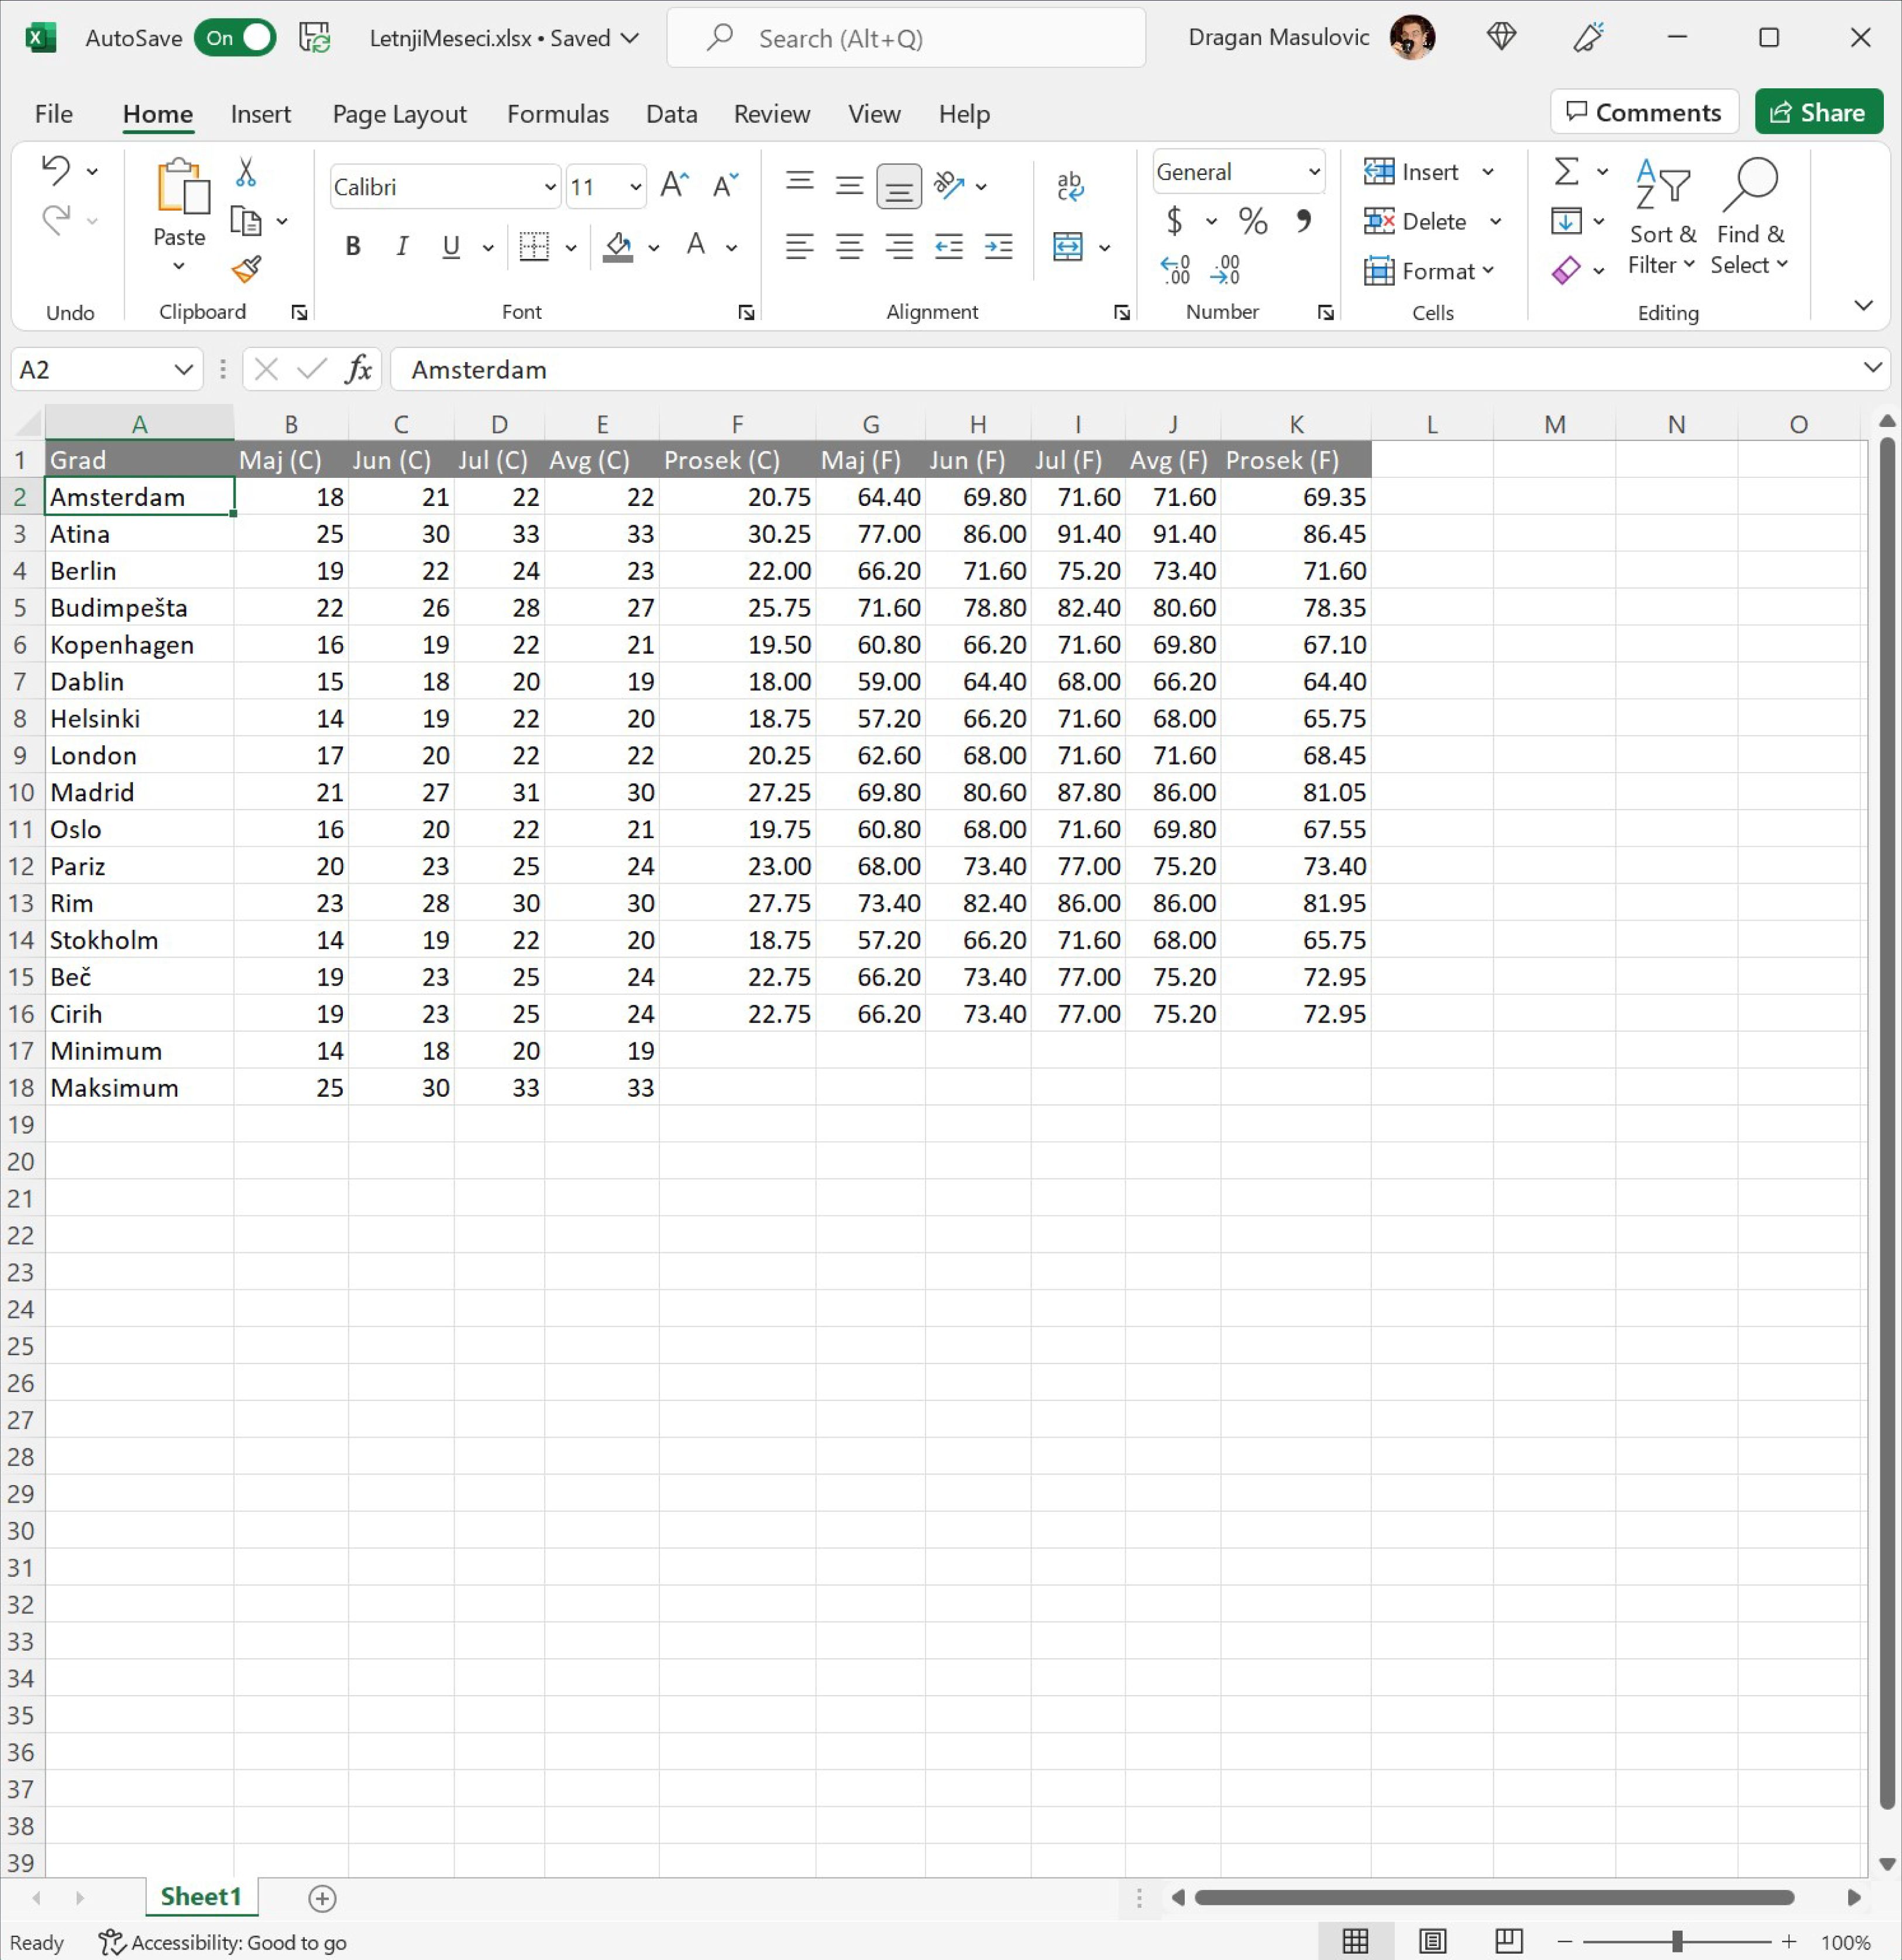 AutoSave On LetnjiMeseci.xlsx • Saved Search (Alt+Q) Dragan Masulovic
File Home Insert Page Layout Formulas Data Review View Help Comments Share
Calibri 11 General Insert
Paste B I U A $ % Delete Sort & Filter Find & Select
Format
Undo Clipboard Font Alignment Number Cells Editing
A2 fx Amsterdam
A B C D E F G H I J K L M N O
1 Grad Maj (C) Jun (C) Jul (C) Avg (C) Prosek (C) Maj (F) Jun (F) Jul (F) Avg (F) Prosek (F)
2 Amsterdam 18 21 22 22 20.75 64.40 69.80 71.60 71.60 69.35
3 Atina 25 30 33 33 30.25 77.00 86.00 91.40 91.40 86.45
4 Berlin 19 22 24 23 22.00 66.20 71.60 75.20 73.40 71.60
5 Budimpešta 22 26 28 27 25.75 71.60 78.80 82.40 80.60 78.35
6 Kopenhagen 16 19 22 21 19.50 60.80 66.20 71.60 69.80 67.10
7 Dablin 15 18 20 19 18.00 59.00 64.40 68.00 66.20 64.40
8 Helsinki 14 19 22 20 18.75 57.20 66.20 71.60 68.00 65.75
9 London 17 20 22 22 20.25 62.60 68.00 71.60 71.60 68.45
10 Madrid 21 27 31 30 27.25 69.80 80.60 87.80 86.00 81.05
11 Oslo 16 20 22 21 19.75 60.80 68.00 71.60 69.80 67.55
12 Pariz 20 23 25 24 23.00 68.00 73.40 77.00 75.20 73.40
13 Rim 23 28 30 30 27.75 73.40 82.40 86.00 86.00 81.95
14 Stokholm 14 19 22 20 18.75 57.20 66.20 71.60 68.00 65.75
15 Beč 19 23 25 24 22.75 66.20 73.40 77.00 75.20 72.95
16 Cirih 19 23 25 24 22.75 66.20 73.40 77.00 75.20 72.95
17 Minimum 14 18 20 19
18 Maksimum 25 30 33 33
19
20
21
22
23
24
25
26
27
28
29
30
31
32
33
34
35
36
37
38
39
Sheet1
Ready Accessibility: Good to go 100%